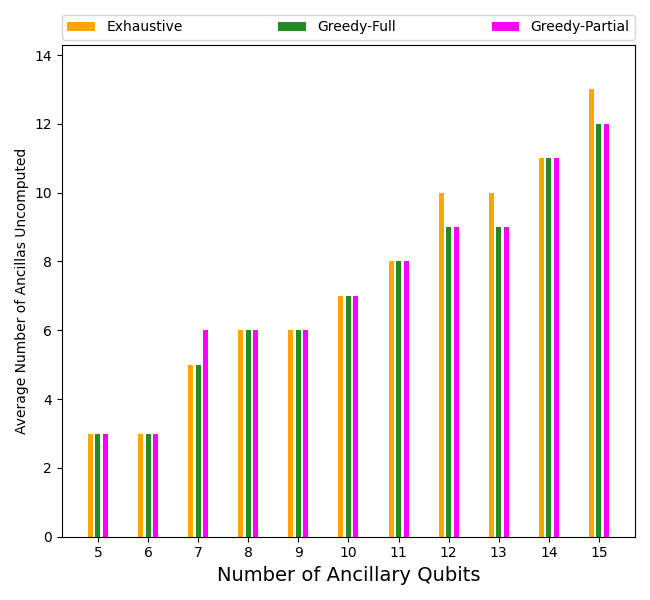 Exhaustive Greedy-Full Greedy-Partial
14
12
10
8
6
4
2
0
Average Number of Ancillas Uncomputed
5 6 7 8 9 10 11 12 13 14 15
Number of Ancillary Qubits